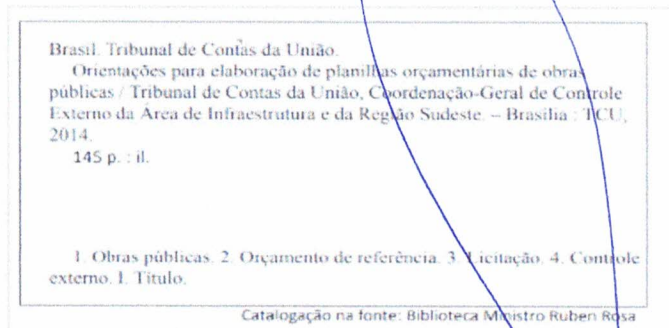 Brasil. Tribunal de Contas da União.
Orientações para elaboração de planilhas orçamentárias de obras
públicas / Tribunal de Contas da União, Coordenação-Geral de Controle
Externo da Área de Infraestrutura e da Região Sudeste. – Brasília : TCU,
2014.
145 p. : il.
1. Obras públicas. 2. Orçamento de referência. 3. Licitação. 4. Controle
externo. I. Título.
Catalogação na fonte: Biblioteca Ministro Ruben Rosa